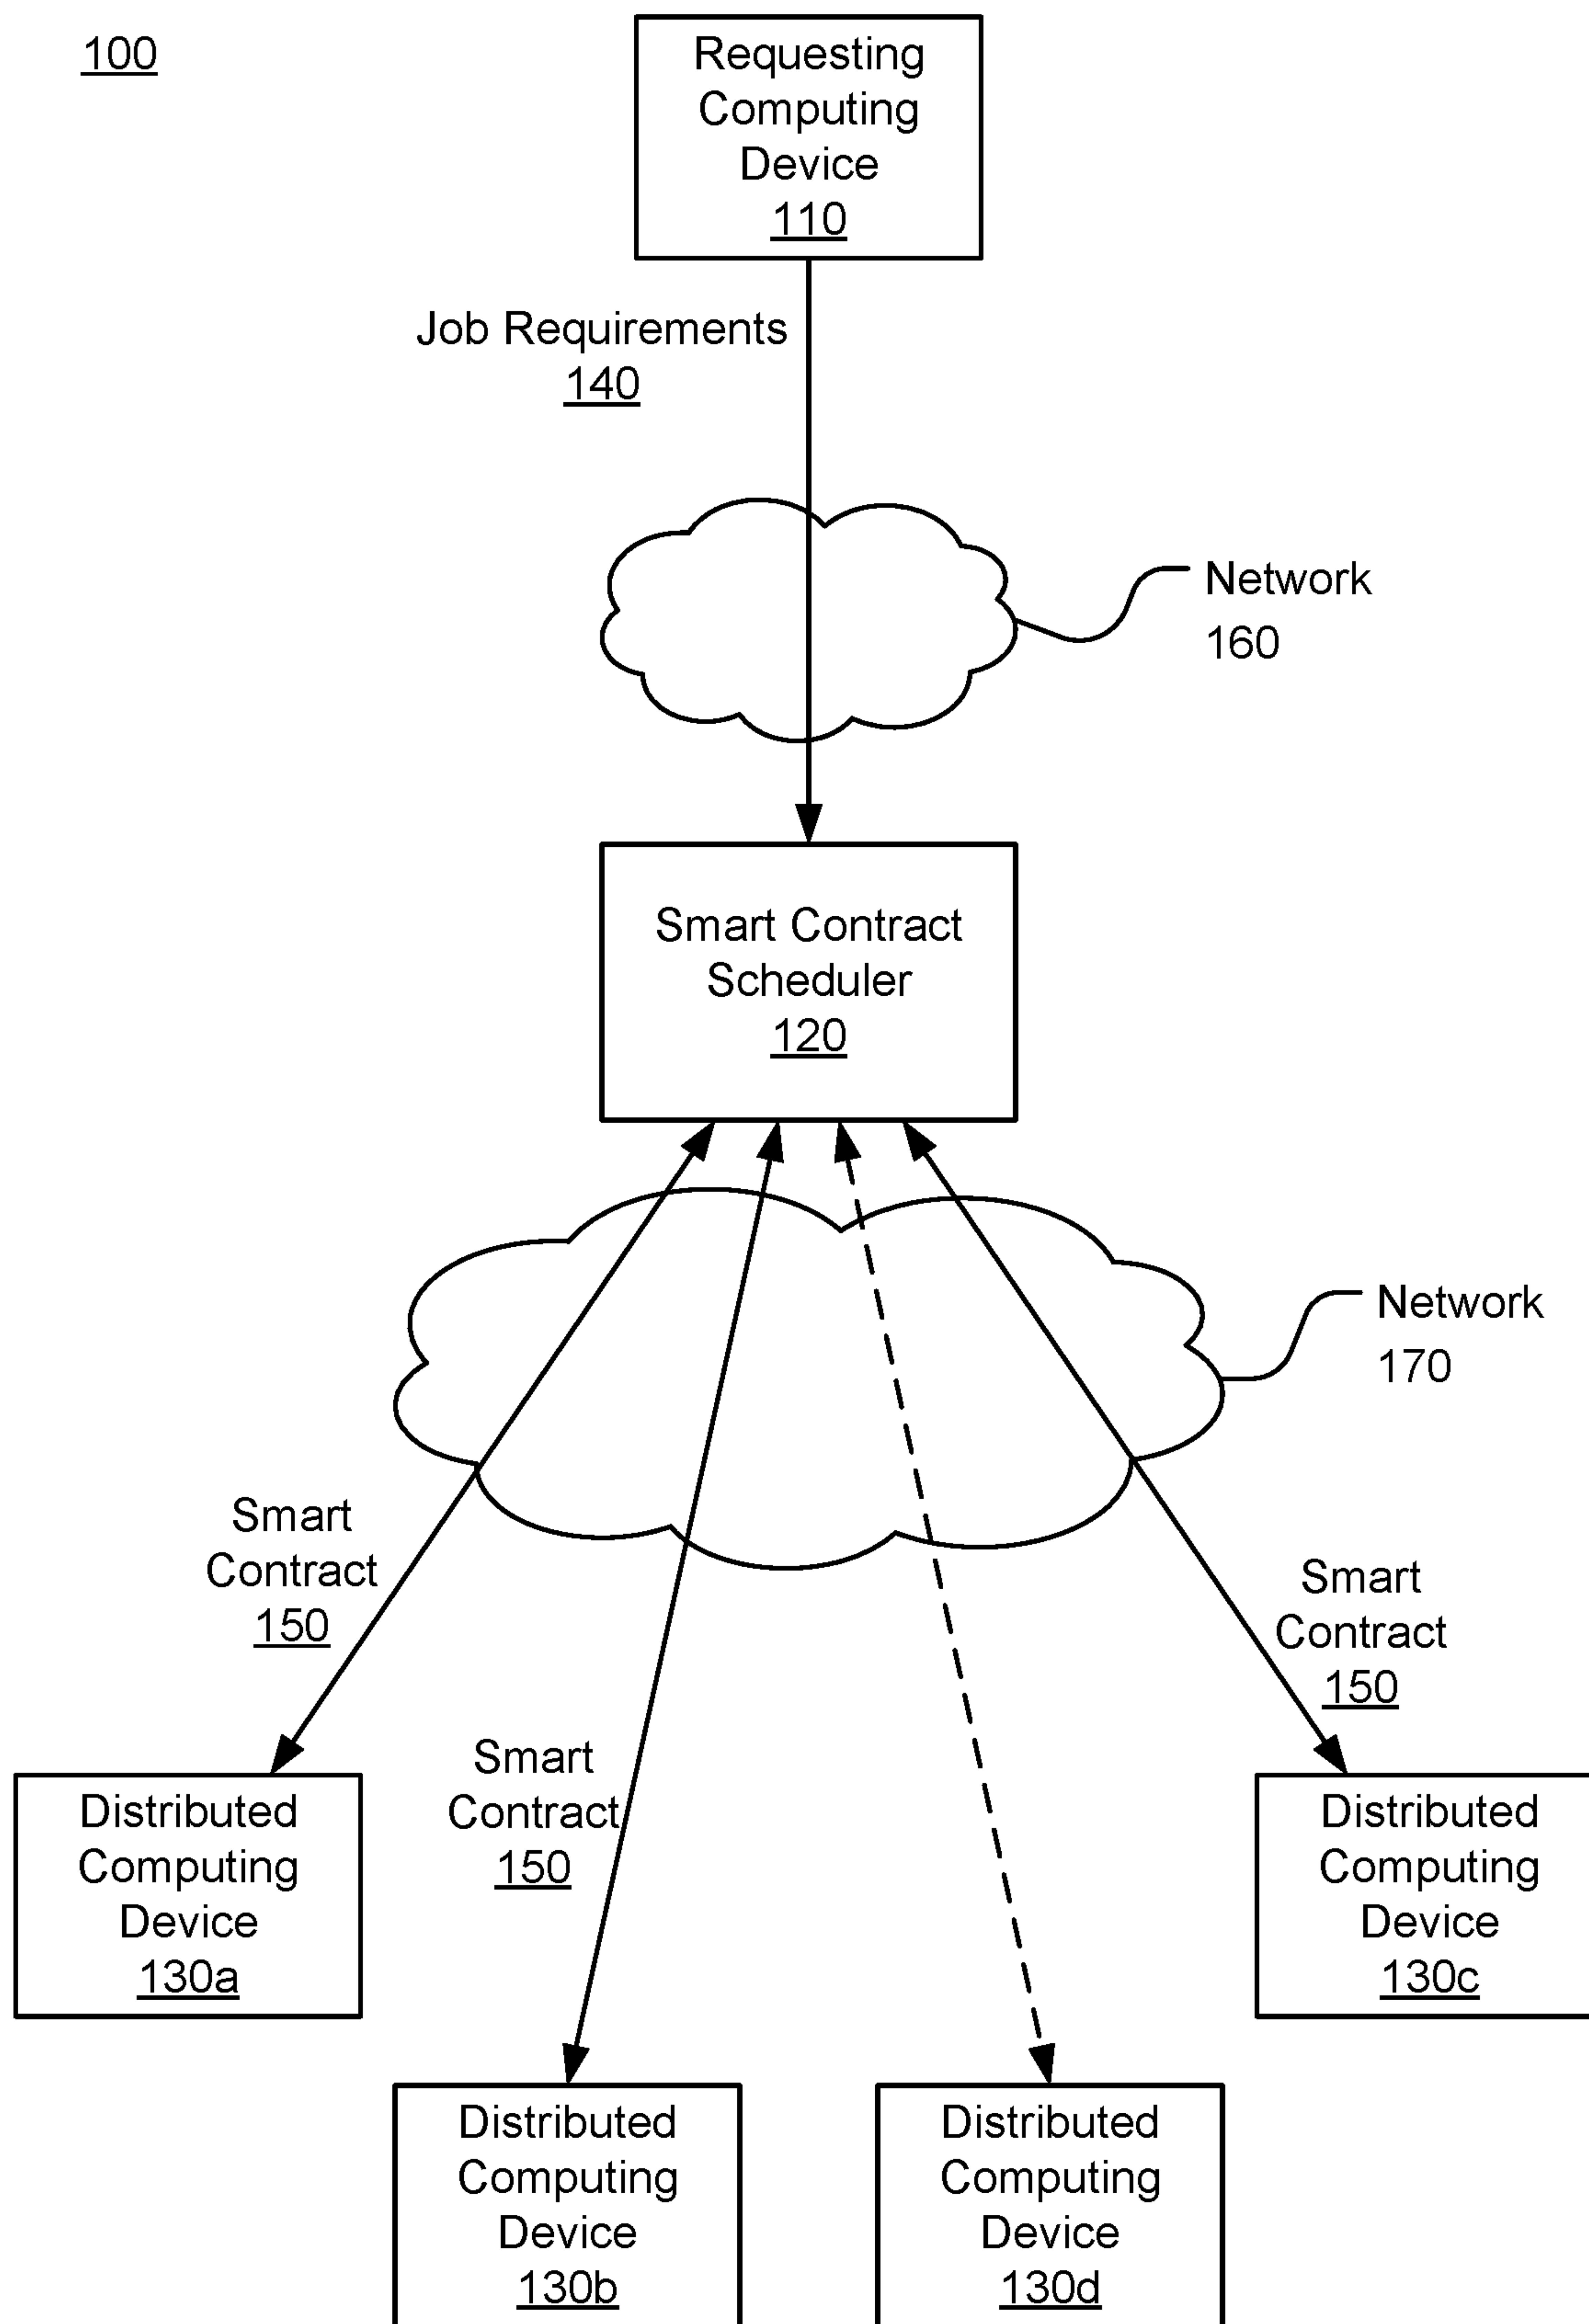 100
Requesting
Computing
Device
110
Job Requirements
140
Network
160
Smart Contract
Scheduler
120
Network
170
Smart
Contract
150
Smart
Contract
150
Smart
Contract
150
Distributed
Computing
Device
130a
Distributed
Computing
Device
130c
Distributed
Computing
Device
130b
Distributed
Computing
Device
130d